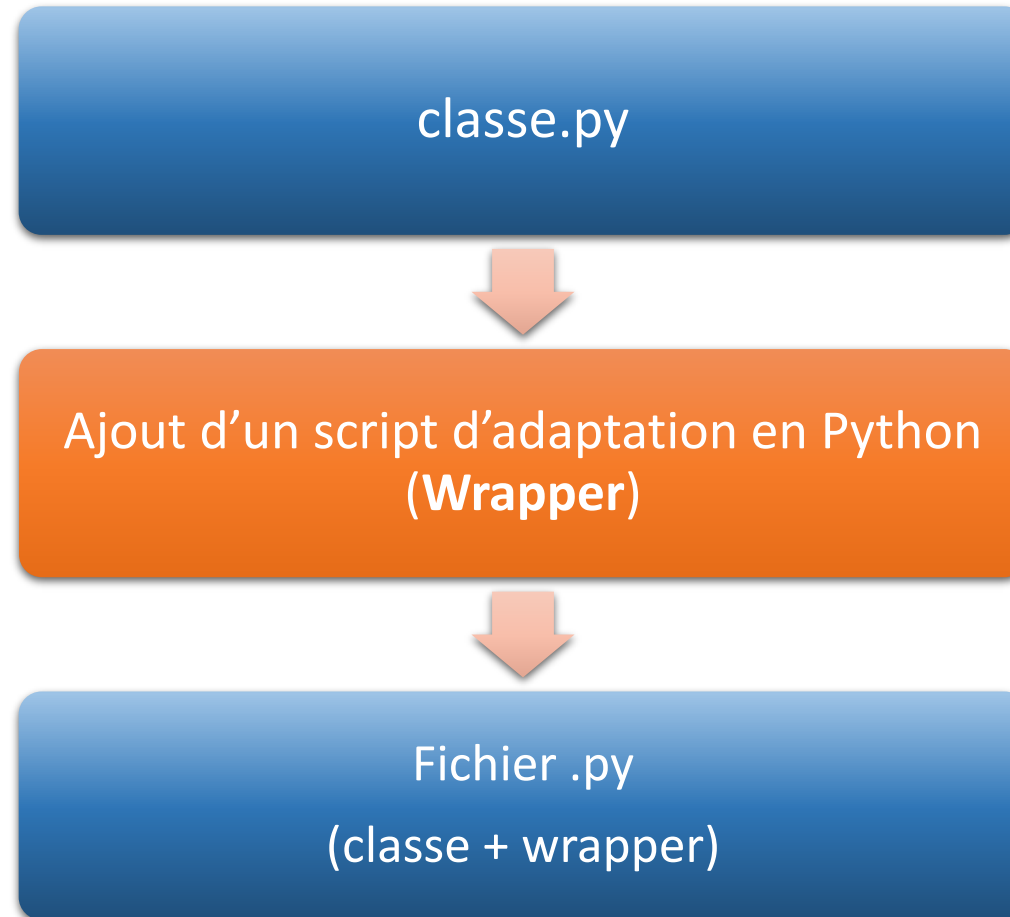 classe.py
Ajout d’un script d’adaptation en Python
(Wrapper)
Fichier .py
(classe + wrapper)